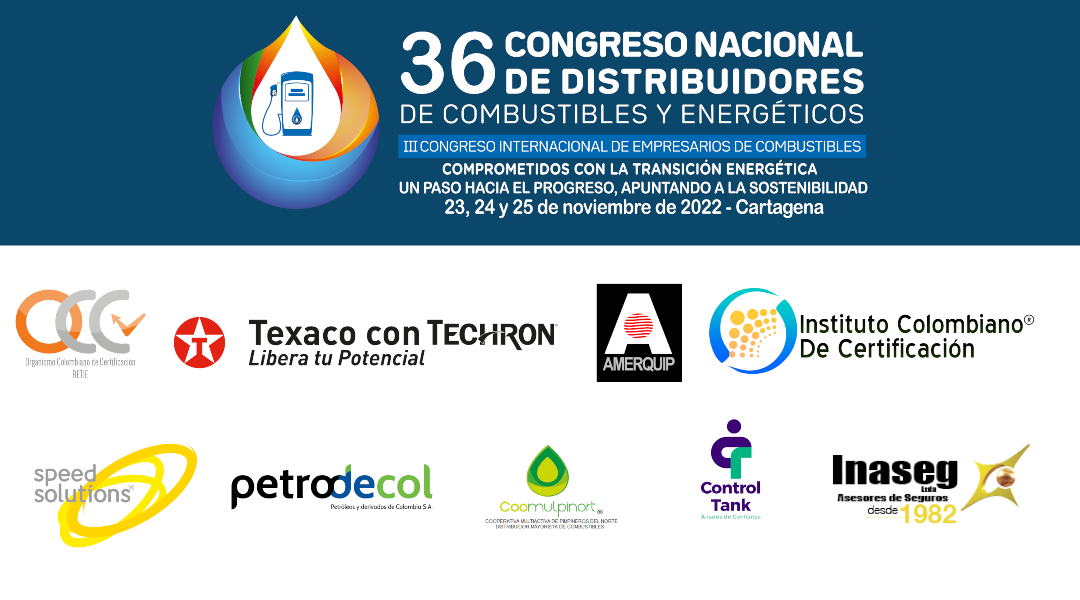 36 CONGRESO NACIONAL
DE DISTRIBUIDORES
DE COMBUSTIBLES Y ENERGÉTICOS
III CONGRESO INTERNACIONAL DE EMPRESARIOS DE COMBUSTIBLES
COMPROMETIDOS CON LA TRANSICIÓN ENERGÉTICA
UN PASO HACIA EL PROGRESO, APUNTANDO A LA SOSTENIBILIDAD
23, 24 y 25 de noviembre de 2022 - Cartagena
OCC
Organismo Colombiano de Certificación
RETIE
T
Texaco con TECHRON
Libera tu Potencial
A
AMERQUIP
Instituto Colombiano®
De Certificación
speed
solutions
petrodecol
Petróleos y derivados de Colombia S.A.
Coomulpinort
COOPERATIVA MULTIACTIVA DE PIMPINEROS DEL NORTE
DISTRIBUIDOR MAYORISTA DE COMBUSTIBLES
Control
Tank
Aliados de Confianza
Inaseg
Ltda
Asesores de Seguros
desde 1982